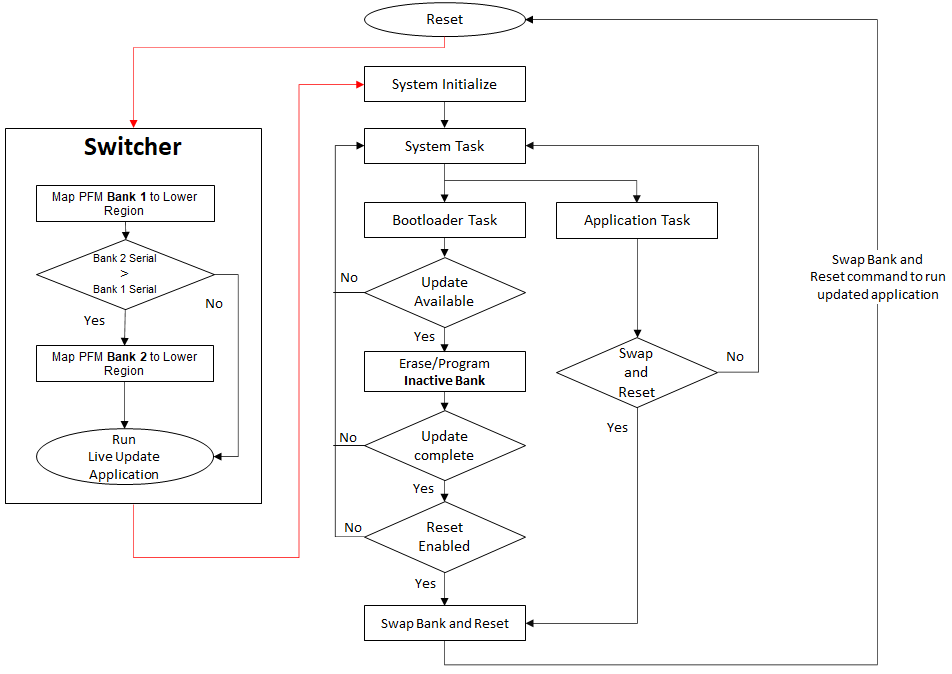 Reset
System Initialize
Switcher
System Task
Map PFM Bank 1 to Lower
Region
Bank 2 Serial
>
Bank 1 Serial
No
Yes
Map PFM Bank 2 to Lower
Region
Run
Live Update
Application
Bootloader Task
Application Task
Update
Available
No
Yes
Erase/Program
Inactive Bank
Update
complete
No
Yes
Reset
Enabled
No
Yes
Swap Bank and Reset
Swap
and
Reset
No
Yes
Swap Bank and
Reset command to run
updated application